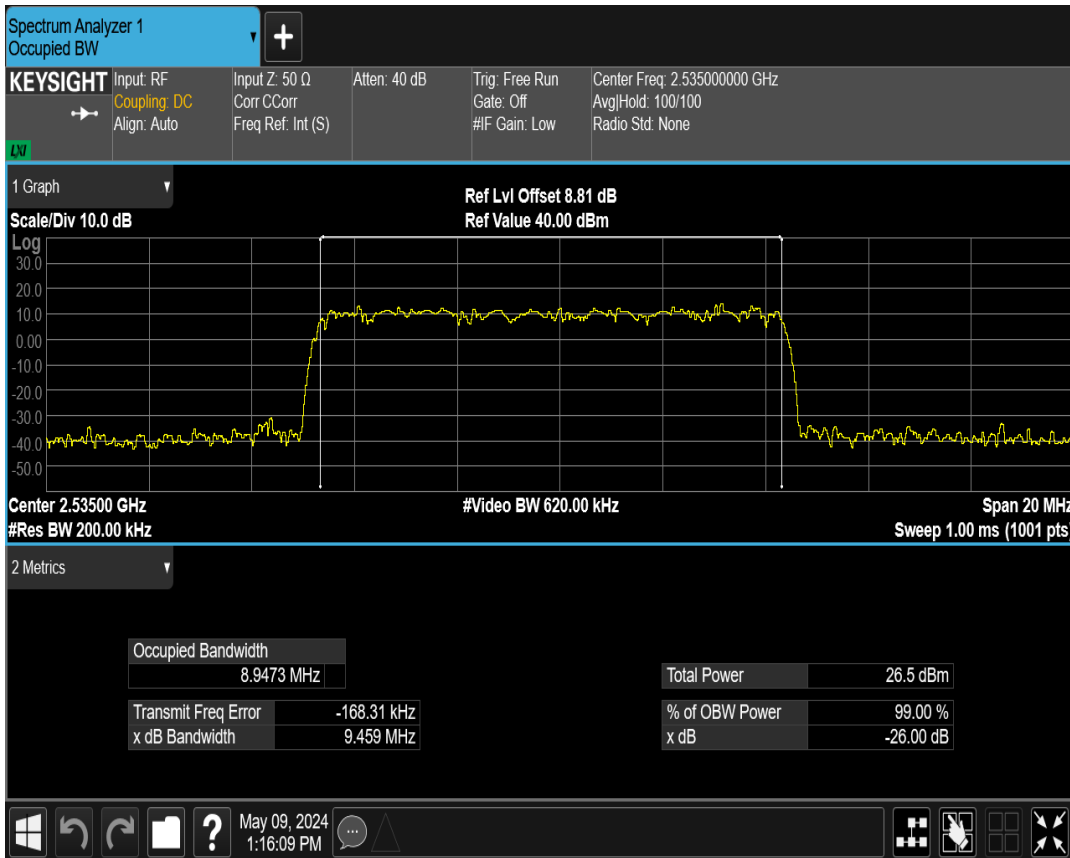 Spectrum Analyzer 1
Occupied BW
+
KEYSIGHT
LXI
Input: RF
Coupling: DC
Align: Auto
Input Z: 50 Ω
Corr CCorr
Freq Ref: Int (S)
Atten: 40 dB
Trig: Free Run
Gate: Off
#IF Gain: Low
Center Freq: 2.535000000 GHz
Avg|Hold: 100/100
Radio Std: None
1 Graph
Scale/Div 10.0 dB
Ref Lvl Offset 8.81 dB
Ref Value 40.00 dBm
Log
30.0
20.0
10.0
0.00
-10.0
-20.0
-30.0
-40.0
-50.0
Center 2.53500 GHz
#Res BW 200.00 kHz
#Video BW 620.00 kHz
Span 20 MHz
Sweep 1.00 ms (1001 pts)
2 Metrics
Occupied Bandwidth
8.9473 MHz
Transmit Freq Error -168.31 kHz
x dB Bandwidth 9.459 MHz
Total Power 26.5 dBm
% of OBW Power 99.00 %
x dB -26.00 dB
?
May 09, 2024
1:16:09 PM